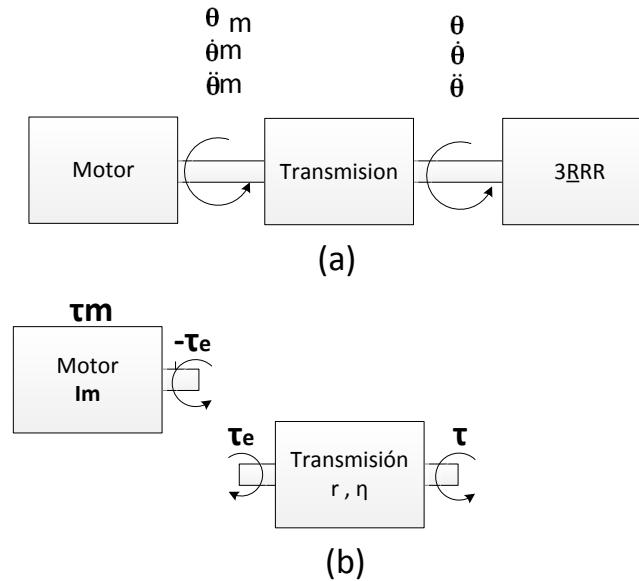 θ m θ
θ̇m θ̇
θ̈m θ̈
Motor Transmision 3RRR
(a)
τm
Motor
Im
-τe
τe
Transmisión
r , η
τ
(b)